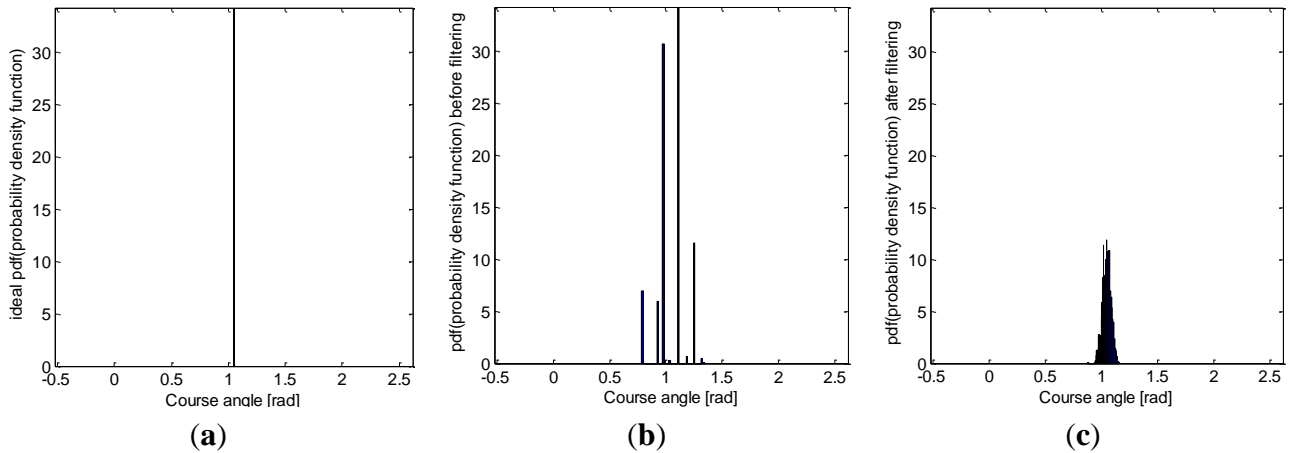 ideal pdf(probability density function)
30
25
20
15
10
5
0
-0.5 0 0.5 1 1.5 2 2.5
Course angle [rad]
(a)
pdf(probability density function) before filtering
30
25
20
15
10
5
0
-0.5 0 0.5 1 1.5 2 2.5
Course angle [rad]
(b)
pdf(probability density function) after filtering
30
25
20
15
10
5
0
-0.5 0 0.5 1 1.5 2 2.5
Course angle [rad]
(c)